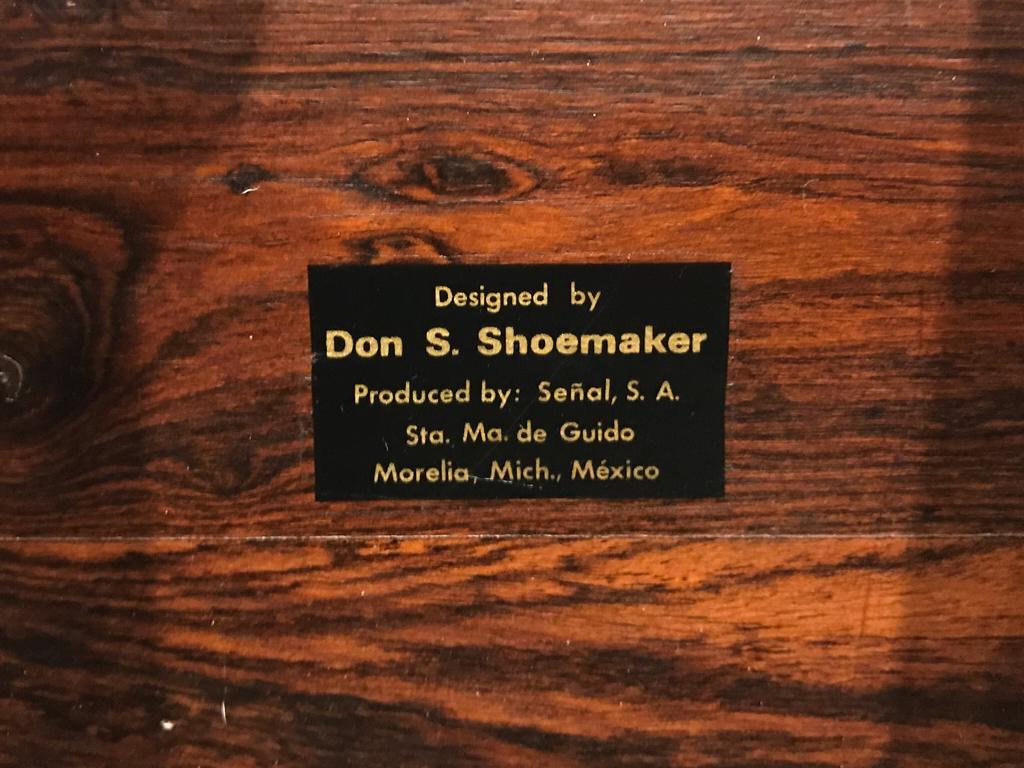 Designed by
Don S. Shoemaker
Produced by: Señal, S. A.
Sta. Ma. de Guido
Morelia, Mich., México